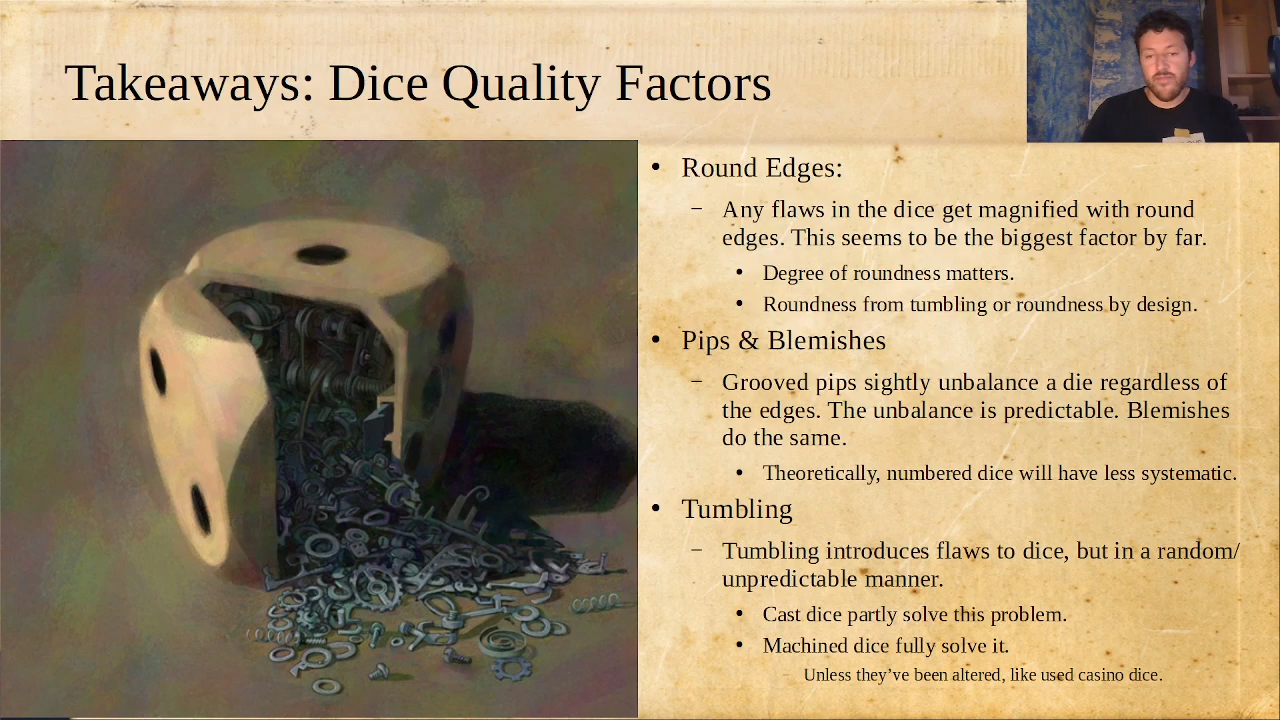 Takeaways: Dice Quality Factors
• Round Edges:
– Any flaws in the dice get magnified with round
edges. This seems to be the biggest factor by far.
• Degree of roundness matters.
• Roundness from tumbling or roundness by design.
• Pips & Blemishes
– Grooved pips sightly unbalance a die regardless of
the edges. The unbalance is predictable. Blemishes
do the same.
• Theoretically, numbered dice will have less systematic.
• Tumbling
– Tumbling introduces flaws to dice, but in a random/
unpredictable manner.
• Cast dice partly solve this problem.
• Machined dice fully solve it.
– Unless they've been altered, like used casino dice.